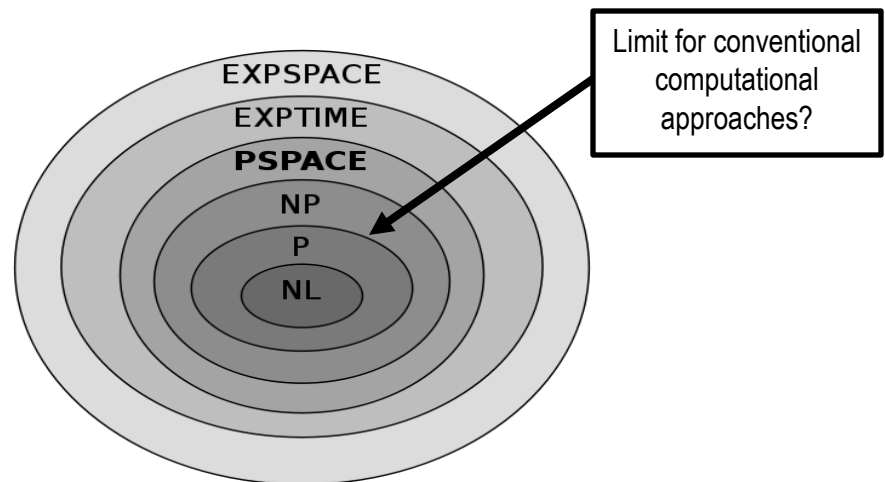 Limit for conventional
computational
approaches?
EXPSPACE
EXPTIME
PSPACE
NP
P
NL